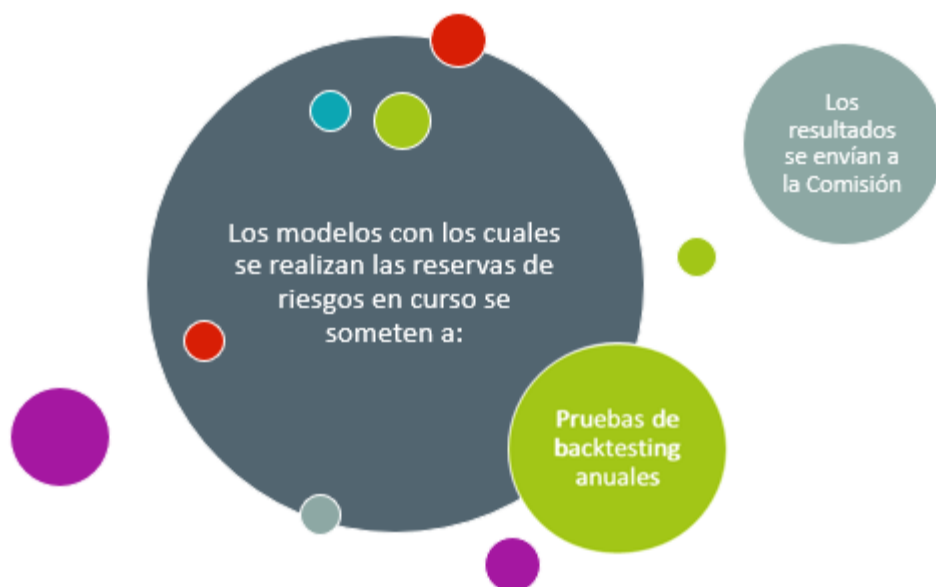 Los modelos con los cuales
se realizan las reservas de
riesgos en curso se
someten a:
Pruebas de
backtesting
anuales
Los
resultados
se envían a
la Comisión